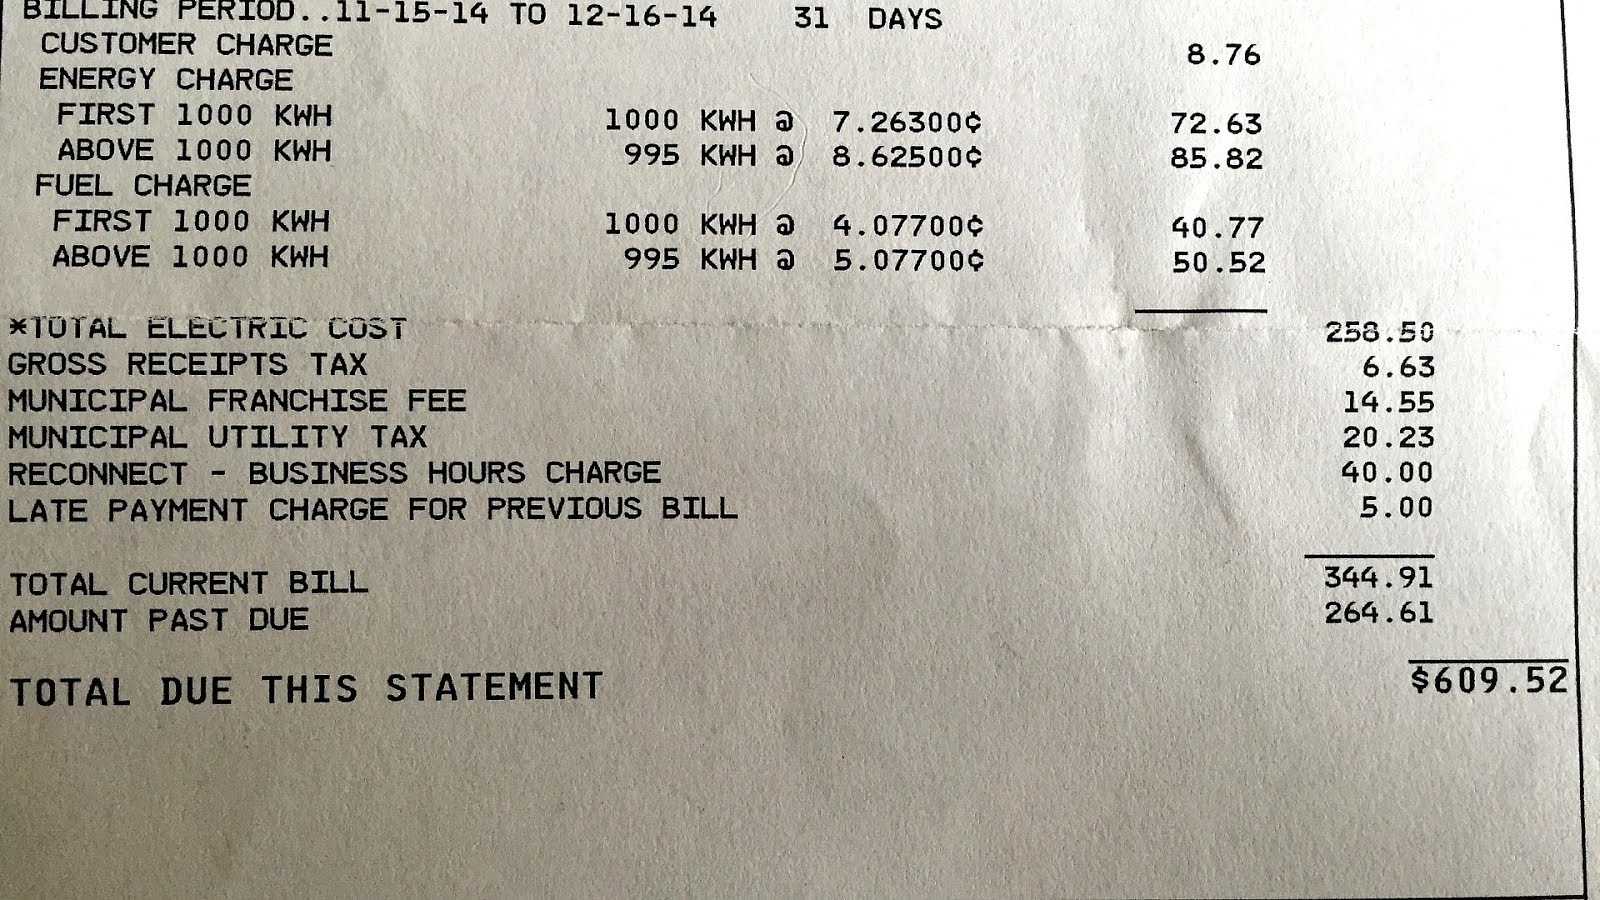 BILLING PERIOD..11-15-14 TO 12-16-14 31 DAYS
CUSTOMER CHARGE 8.76
ENERGY CHARGE
FIRST 1000 KWH 1000 KWH @ 7.26300¢ 72.63
ABOVE 1000 KWH 995 KWH @ 8.62500¢ 85.82
FUEL CHARGE
FIRST 1000 KWH 1000 KWH @ 4.07700¢ 40.77
ABOVE 1000 KWH 995 KWH @ 5.07700¢ 50.52
*TOTAL ELECTRIC COST 258.50
GROSS RECEIPTS TAX 6.63
MUNICIPAL FRANCHISE FEE 14.55
MUNICIPAL UTILITY TAX 20.23
RECONNECT - BUSINESS HOURS CHARGE 40.00
LATE PAYMENT CHARGE FOR PREVIOUS BILL 5.00
TOTAL CURRENT BILL 344.91
AMOUNT PAST DUE 264.61
TOTAL DUE THIS STATEMENT $609.52